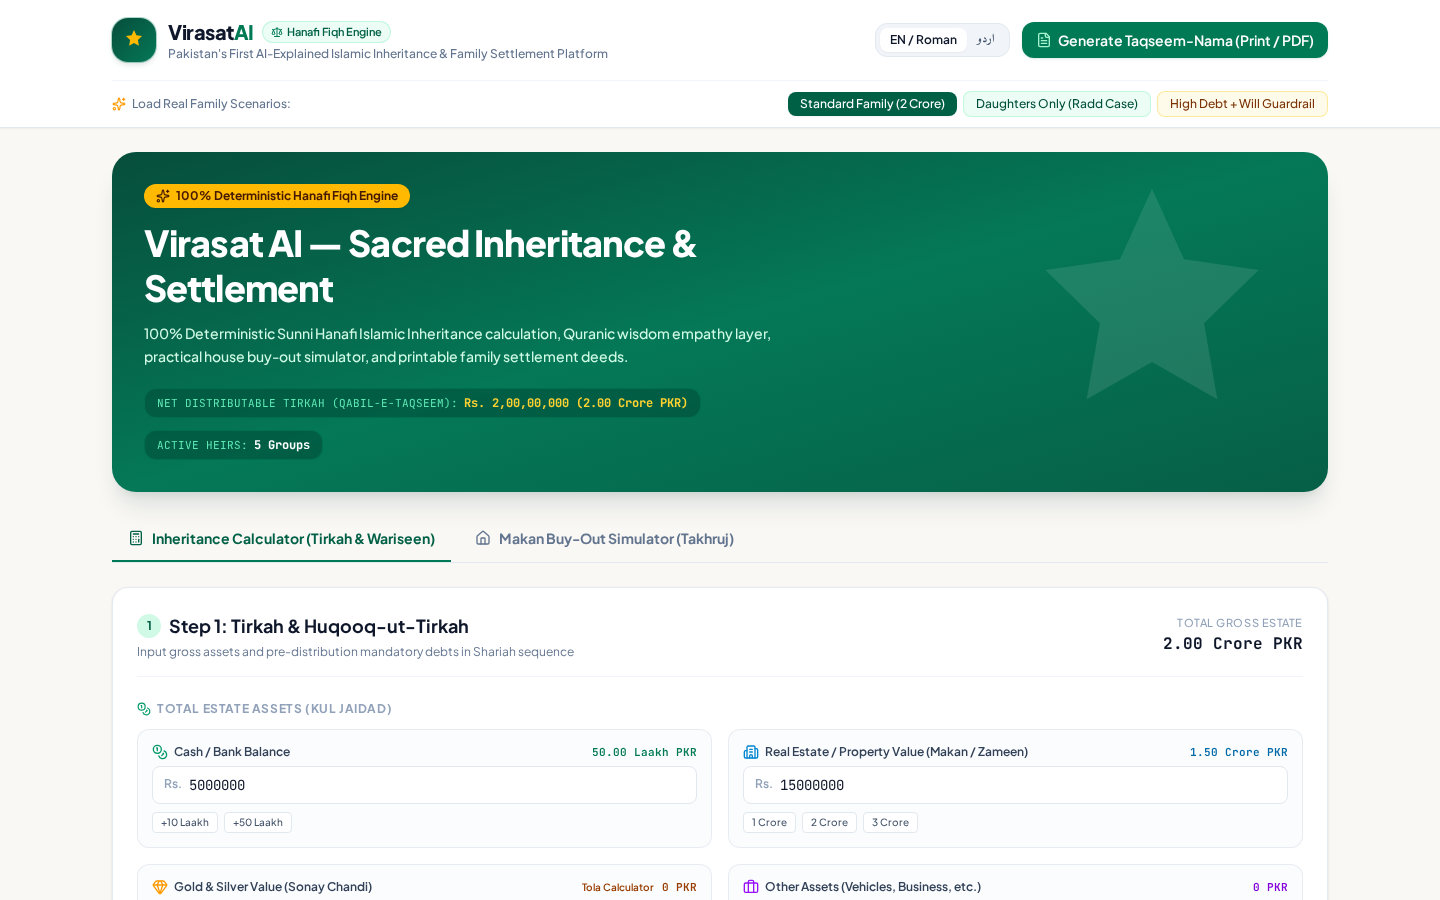 VirasatAI
Hanafi Fiqh Engine
Pakistan's First AI-Explained Islamic Inheritance & Family Settlement Platform
EN / Roman
اردو
Generate Taqseem-Nama (Print / PDF)
Load Real Family Scenarios:
Standard Family (2 Crore)
Daughters Only (Radd Case)
High Debt + Will Guardrail
100% Deterministic Hanafi Fiqh Engine
Virasat AI — Sacred Inheritance &
Settlement
100% Deterministic Sunni Hanafi Islamic Inheritance calculation, Quranic wisdom empathy layer,
practical house buy-out simulator, and printable family settlement deeds.
NET DISTRIBUTABLE TIRKAH (QABIL-E-TAQSEEM): Rs. 2,00,00,000 (2.00 Crore PKR)
ACTIVE HEIRS: 5 Groups
Inheritance Calculator (Tirkah & Wariseen)
Makan Buy-Out Simulator (Takhruj)
1
Step 1: Tirkah & Huqooq-ut-Tirkah
Input gross assets and pre-distribution mandatory debts in Shariah sequence
TOTAL GROSS ESTATE
2.00 Crore PKR
TOTAL ESTATE ASSETS (KUL JAIDAD)
Cash / Bank Balance
50.00 Laakh PKR
Rs. 5000000
+10 Laakh
+50 Laakh
Real Estate / Property Value (Makan / Zameen)
1.50 Crore PKR
Rs. 15000000
1 Crore
2 Crore
3 Crore
Gold & Silver Value (Sonay Chandi)
Tola Calculator
0 PKR
Other Assets (Vehicles, Business, etc.)
0 PKR